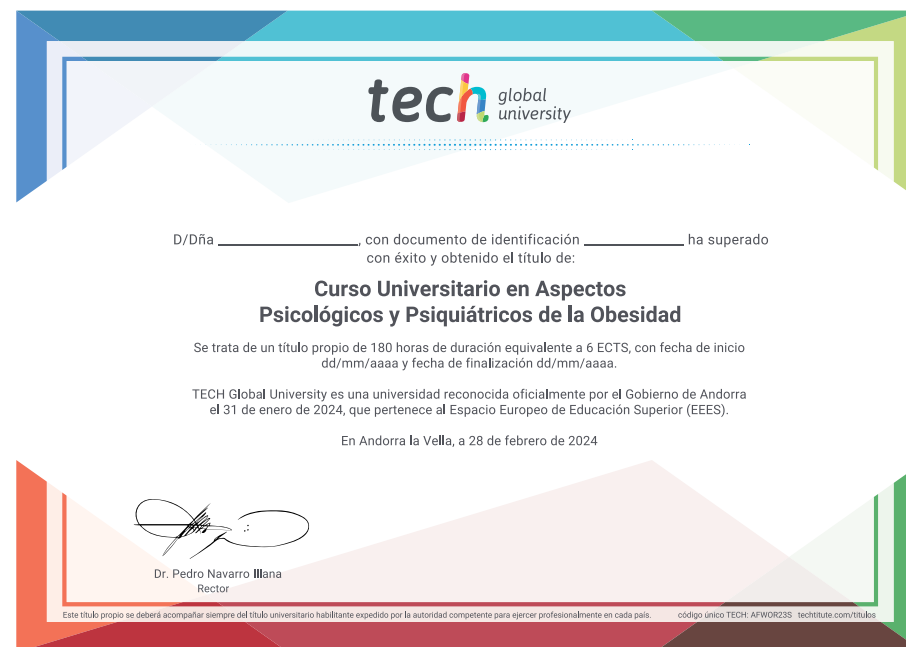 tech global university
D/Dña ____________________, con documento de identificación ______________ ha superado
con éxito y obtenido el título de:
Curso Universitario en Aspectos
Psicológicos y Psiquiátricos de la Obesidad
Se trata de un título propio de 180 horas de duración equivalente a 6 ECTS, con fecha de inicio
dd/mm/aaaa y fecha de finalización dd/mm/aaaa.
TECH Global University es una universidad reconocida oficialmente por el Gobierno de Andorra
el 31 de enero de 2024, que pertenece al Espacio Europeo de Educación Superior (EEES).
En Andorra la Vella, a 28 de febrero de 2024
Dr. Pedro Navarro Illana
Rector
Este título propio se deberá acompañar siempre del título universitario habilitante expedido por la autoridad competente para ejercer profesionalmente en cada país. código único TECH: AFWOR23S techtitute.com/titulos